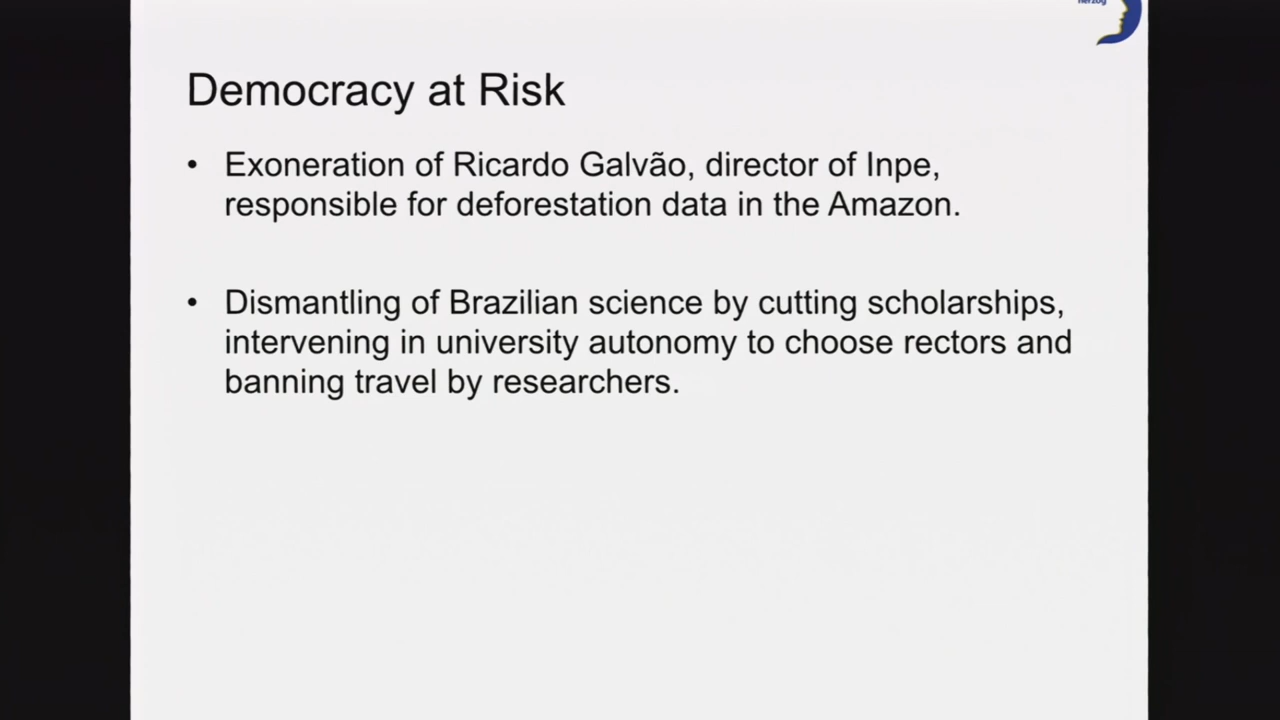 herzog
Democracy at Risk
• Exoneration of Ricardo Galvão, director of Inpe,
responsible for deforestation data in the Amazon.
• Dismantling of Brazilian science by cutting scholarships,
intervening in university autonomy to choose rectors and
banning travel by researchers.